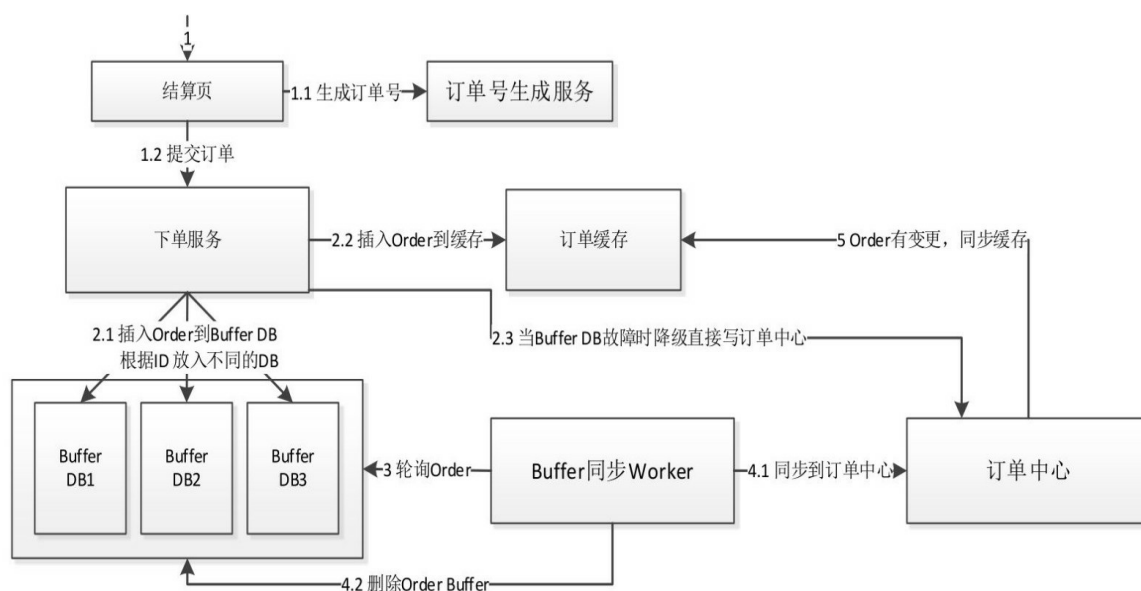 1
结算页
1.1 生成订单号
订单号生成服务
1.2 提交订单
下单服务
2.2 插入Order到缓存
订单缓存
5 Order有变更，同步缓存
2.1 插入Order到Buffer DB
根据ID 放入不同的DB
2.3 当Buffer DB故障时降级直接写订单中心
Buffer
DB1
Buffer
DB2
Buffer
DB3
3 轮询Order
Buffer同步Worker
4.1 同步到订单中心
订单中心
4.2 删除Order Buffer